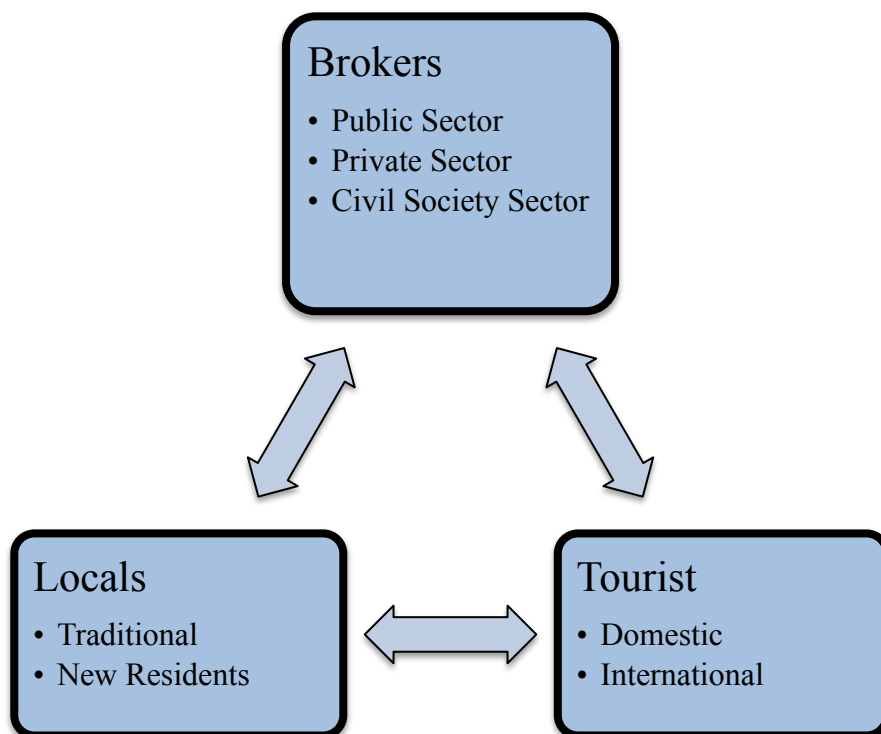 Brokers
• Public Sector
• Private Sector
• Civil Society Sector
Locals
• Traditional
• New Residents
Tourist
• Domestic
• International